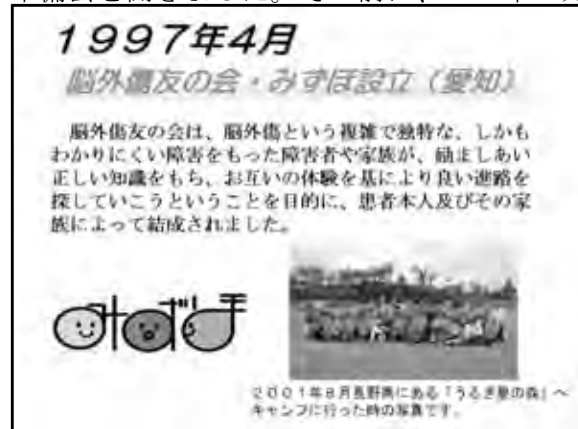 1997年4月
脳外傷友の会・みずほ設立(愛知)
脳外傷友の会は、脳外傷という複雑で独特な、しかも
わかりにくい障害をもった障害者や家族が、励ましあい
正しい知識をもち、お互いの体験を基により良い進路を
探していこうということを目的に、患者本人及びその家
族によって結成されました。
みずほ
2001年8月長野県にある「うるぎ星の森」へ
キャンプに行った時の写真です。